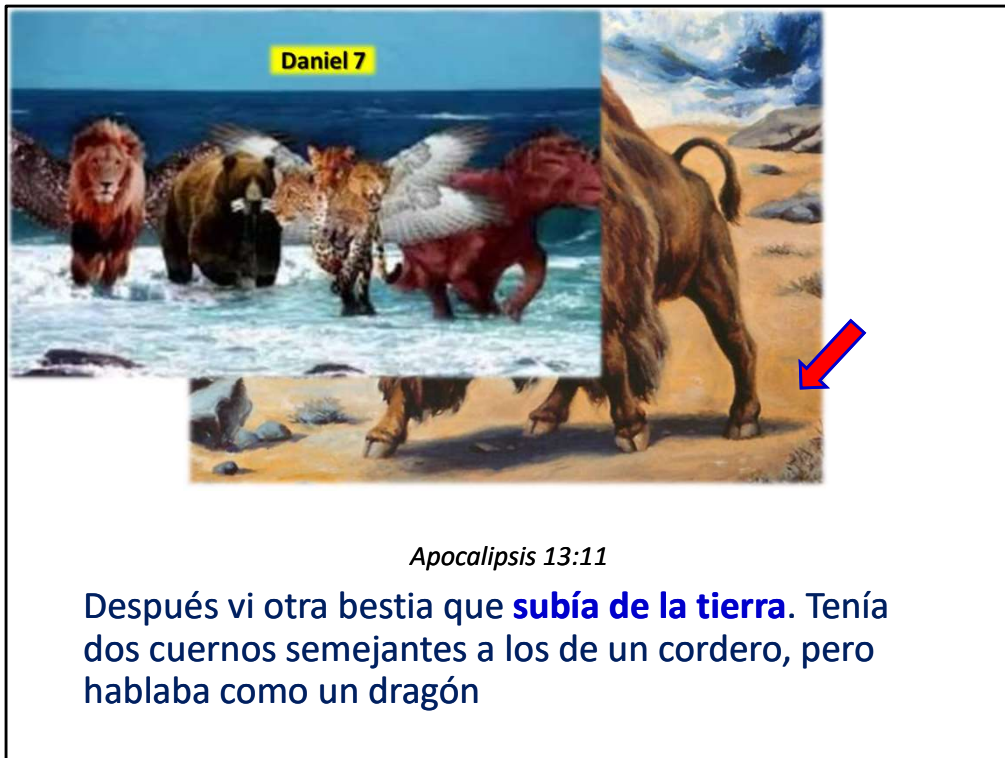 Daniel 7
Apocalipsis 13:11
Después vi otra bestia que subía de la tierra. Tenía
dos cuernos semejantes a los de un cordero, pero
hablaba como un dragón